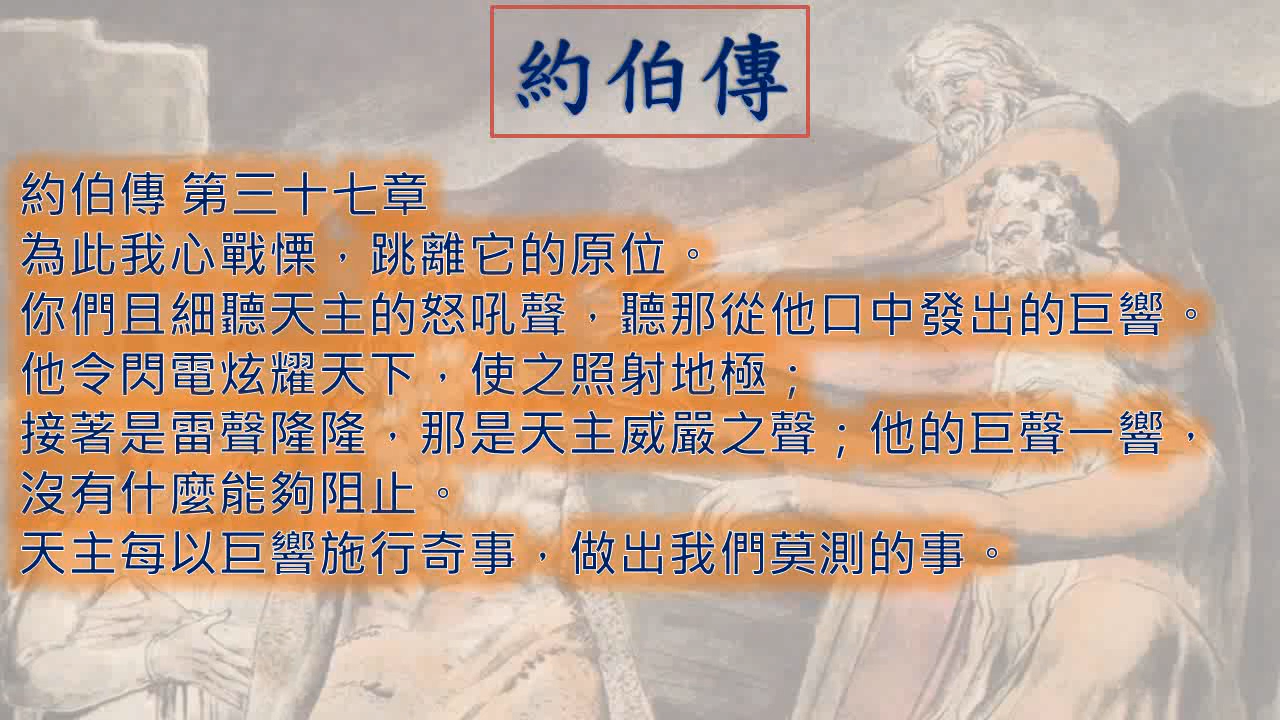 約伯傳
約伯傳 第三十七章
為此我心戰慄，跳離它的原位。
你們且細聽天主的怒吼聲，聽那從他口中發出的巨響。
他令閃電炫耀天下，使之照射地極；
接著是雷聲隆隆，那是天主威嚴之聲；他的巨聲一響，
沒有什麼能夠阻止。
天主每以巨響施行奇事，做出我們莫測的事。